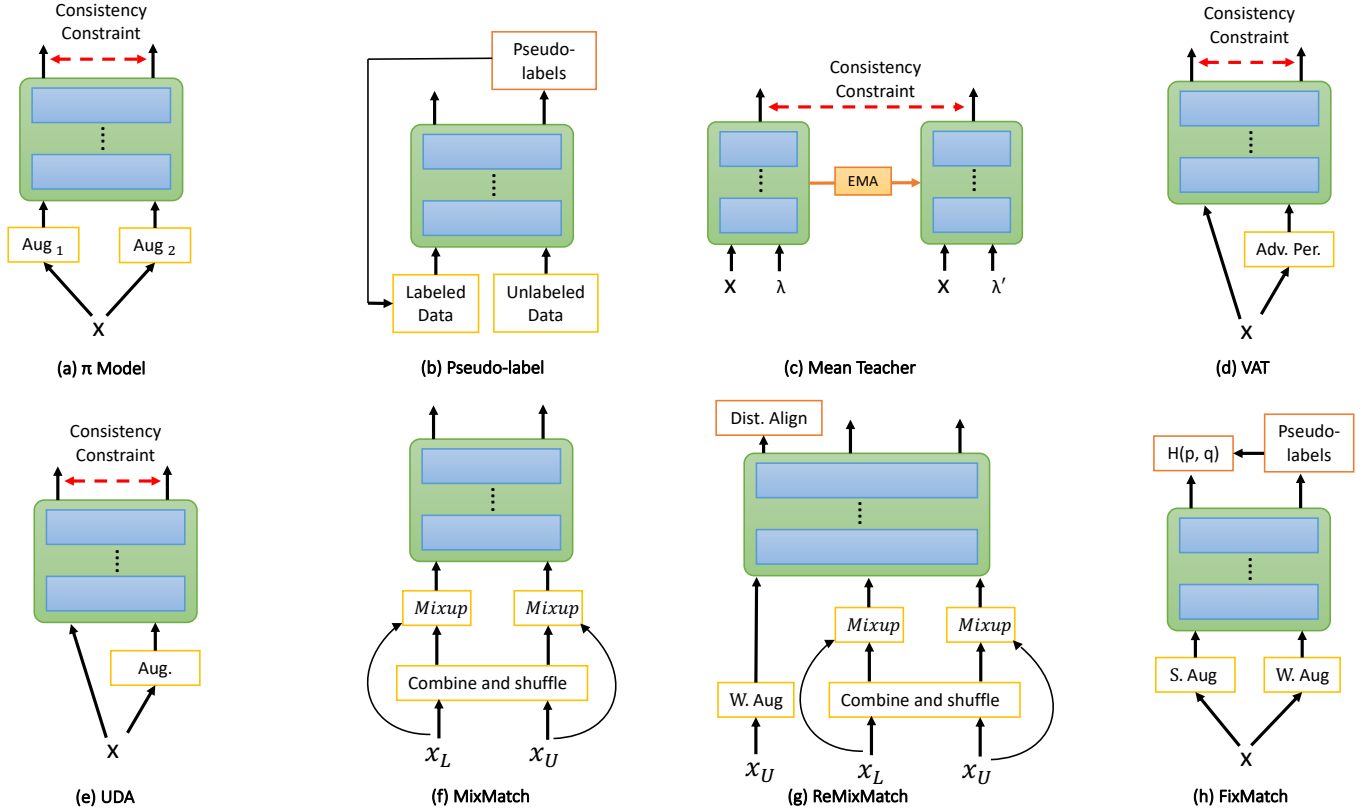 Consistency
Constraint
Aug 1
Aug 2
X
(a) π Model
Pseudo-
labels
Labeled
Data
Unlabeled
Data
(b) Pseudo-label
Consistency
Constraint
EMA
X
λ
X
λ′
(c) Mean Teacher
Consistency
Constraint
Adv. Per.
X
(d) VAT
Consistency
Constraint
Aug.
X
(e) UDA
Mixup
Mixup
Combine and shuffle
x_L
x_U
(f) MixMatch
Dist. Align
Mixup
Mixup
W. Aug
Combine and shuffle
x_U
x_L
x_U
(g) ReMixMatch
H(p, q)
Pseudo-
labels
S. Aug
W. Aug
X
(h) FixMatch